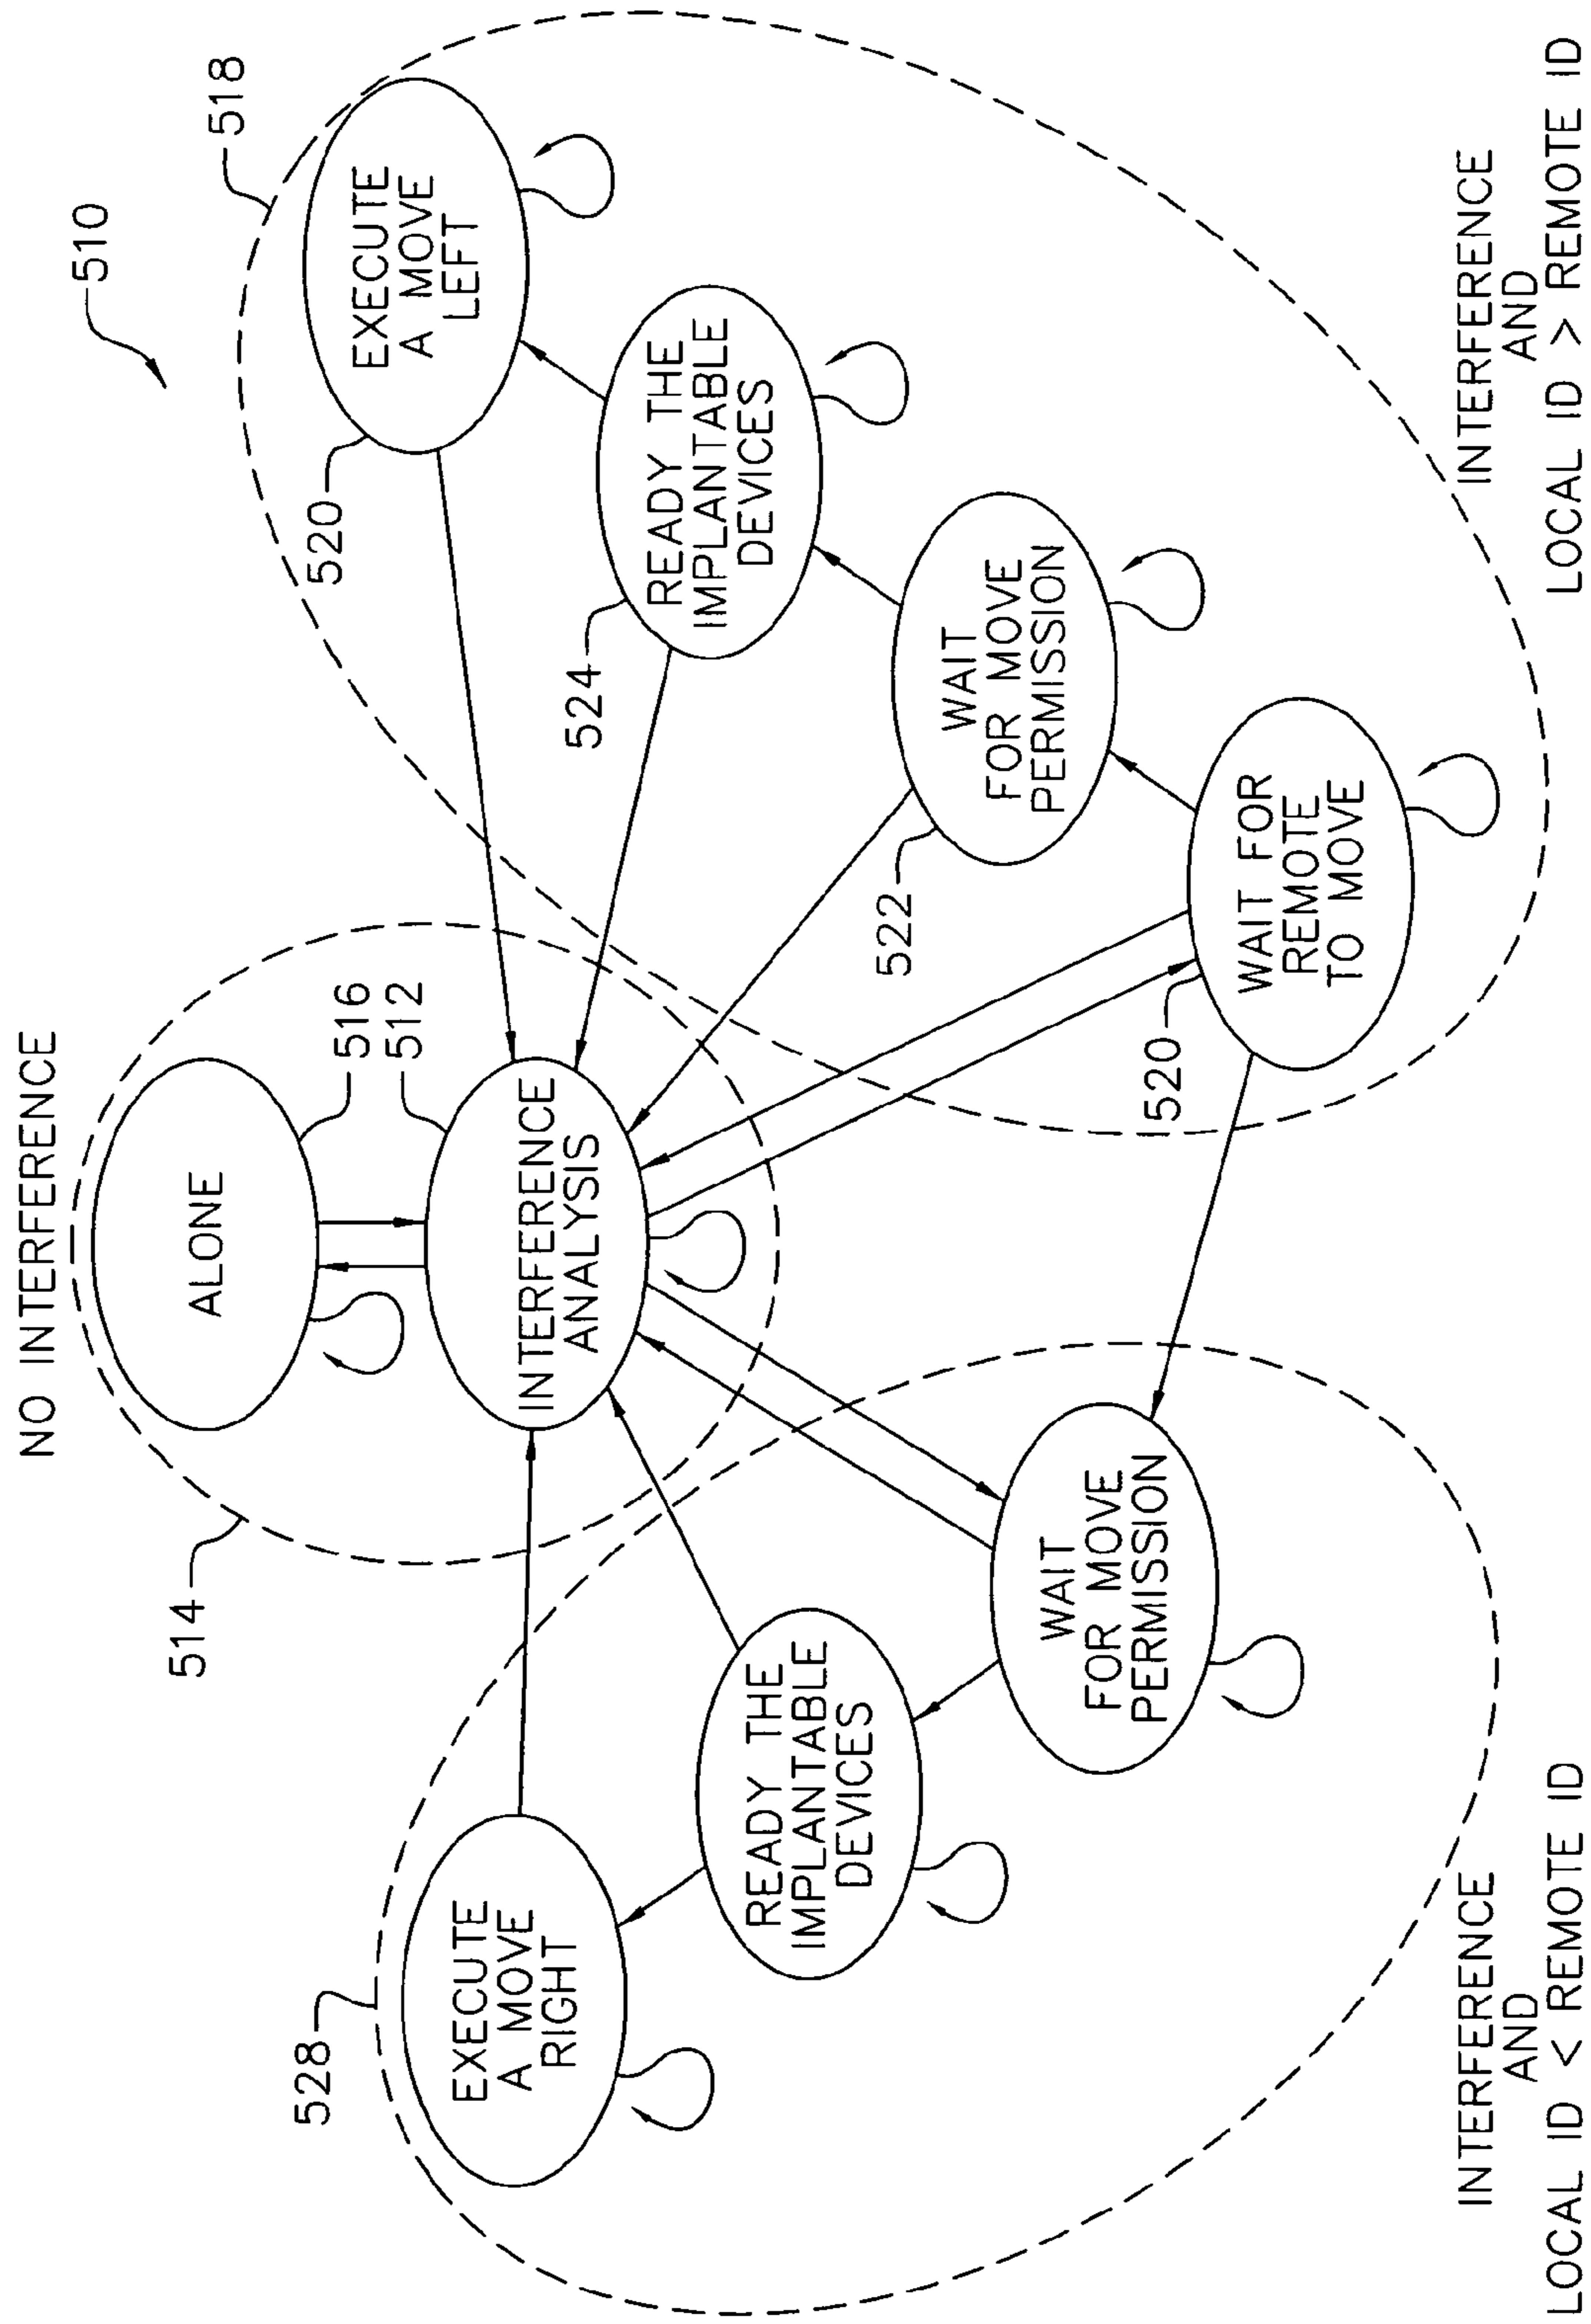 NO INTERFERENCE
510
518
514
ALONE
516
512
EXECUTE
A MOVE
LEFT
520
528
EXECUTE
A MOVE
RIGHT
INTERFERENCE
ANALYSIS
524
READY THE
IMPLANTABLE
DEVICES
READY THE
IMPLANTABLE
DEVICES
522
WAIT
FOR MOVE
PERMISSION
WAIT
FOR MOVE
PERMISSION
520
WAIT FOR
REMOTE
TO MOVE
INTERFERENCE
AND
LOCAL ID < REMOTE ID
INTERFERENCE
AND
LOCAL ID > REMOTE ID